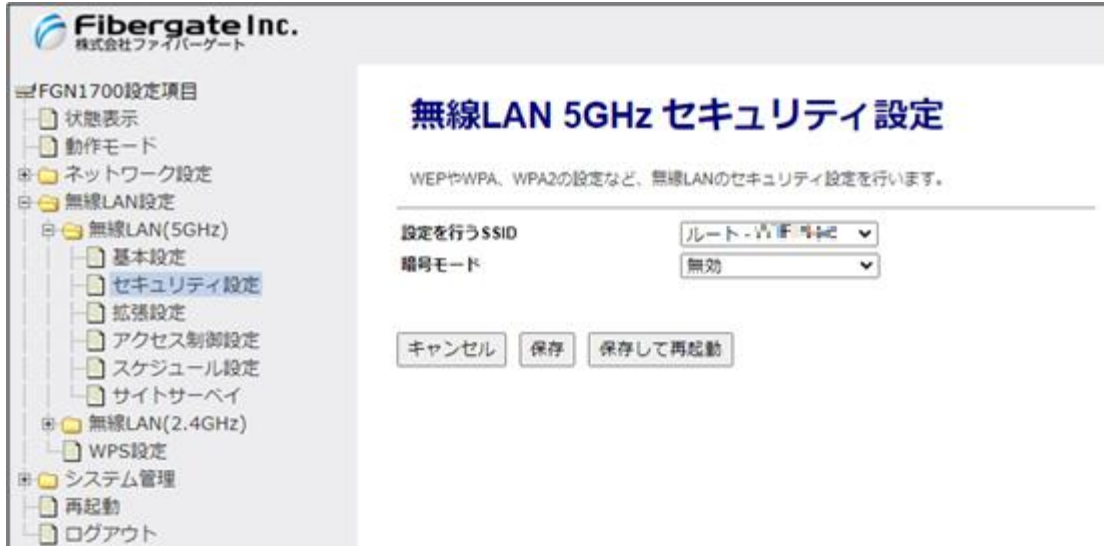 Fibergate Inc.
株式会社ファイバーゲート
FGN1700設定項目
状態表示
動作モード
ネットワーク設定
無線LAN設定
無線LAN(5GHz)
基本設定
セキュリティ設定
拡張設定
アクセス制御設定
スケジュール設定
サイトサーベイ
無線LAN(2.4GHz)
WPS設定
システム管理
再起動
ログアウト
無線LAN 5GHz セキュリティ設定
WEPやWPA、WPA2の設定など、無線LANのセキュリティ設定を行います。
設定を行うSSID ルート -
暗号モード 無効
キャンセル 保存 保存して再起動